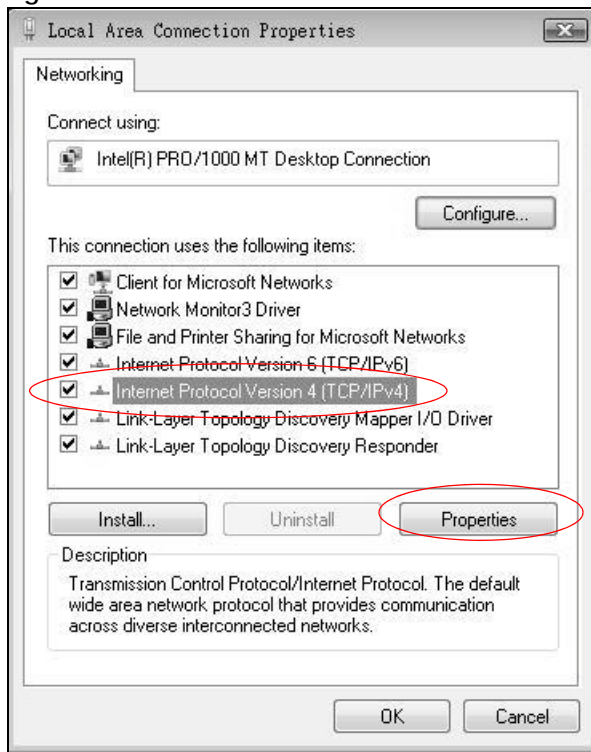 Local Area Connection Properties
Networking
Connect using:
Intel(R) PRO/1000 MT Desktop Connection
Configure...
This connection uses the following items:
Client for Microsoft Networks
Network Monitor3 Driver
File and Printer Sharing for Microsoft Networks
Internet Protocol Version 6 (TCP/IPv6)
Internet Protocol Version 4 (TCP/IPv4)
Link-Layer Topology Discovery Mapper I/O Driver
Link-Layer Topology Discovery Responder
Install... Uninstall Properties
Description
Transmission Control Protocol/Internet Protocol. The default
wide area network protocol that provides communication
across diverse interconnected networks.
OK Cancel